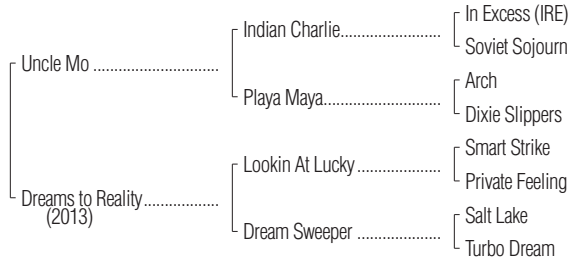 In Excess (IRE)
Indian Charlie
Soviet Sojourn
Uncle Mo
Arch
Playa Maya
Dixie Slippers
Smart Strike
Lookin At Lucky
Private Feeling
Dreams to Reality
(2013)
Salt Lake
Dream Sweeper
Turbo Dream